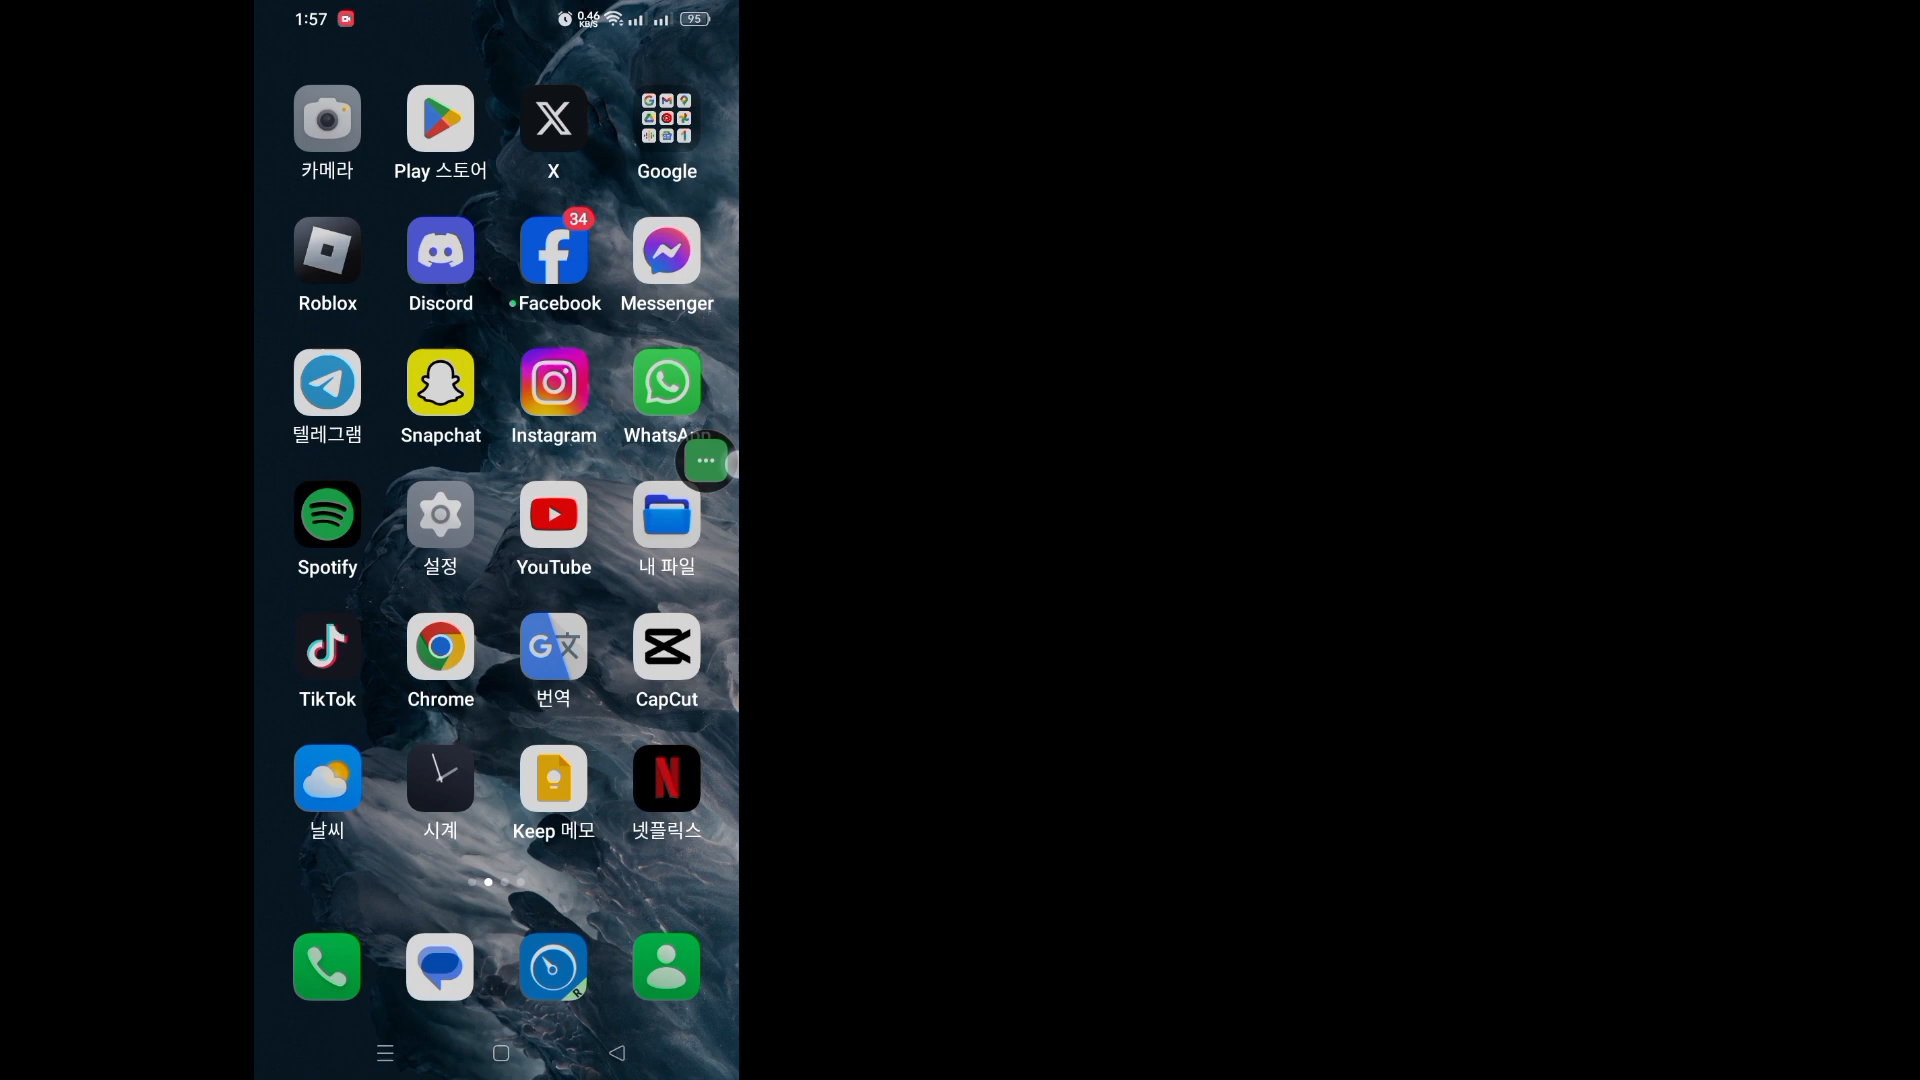 1:57
0.46
KB/S
95
카메라
Play 스토어
X
Google
Roblox
Discord
34
Facebook
Messenger
텔레그램
Snapchat
Instagram
WhatsApp
Spotify
설정
YouTube
내 파일
TikTok
Chrome
번역
CapCut
날씨
시계
Keep 메모
넷플릭스
R